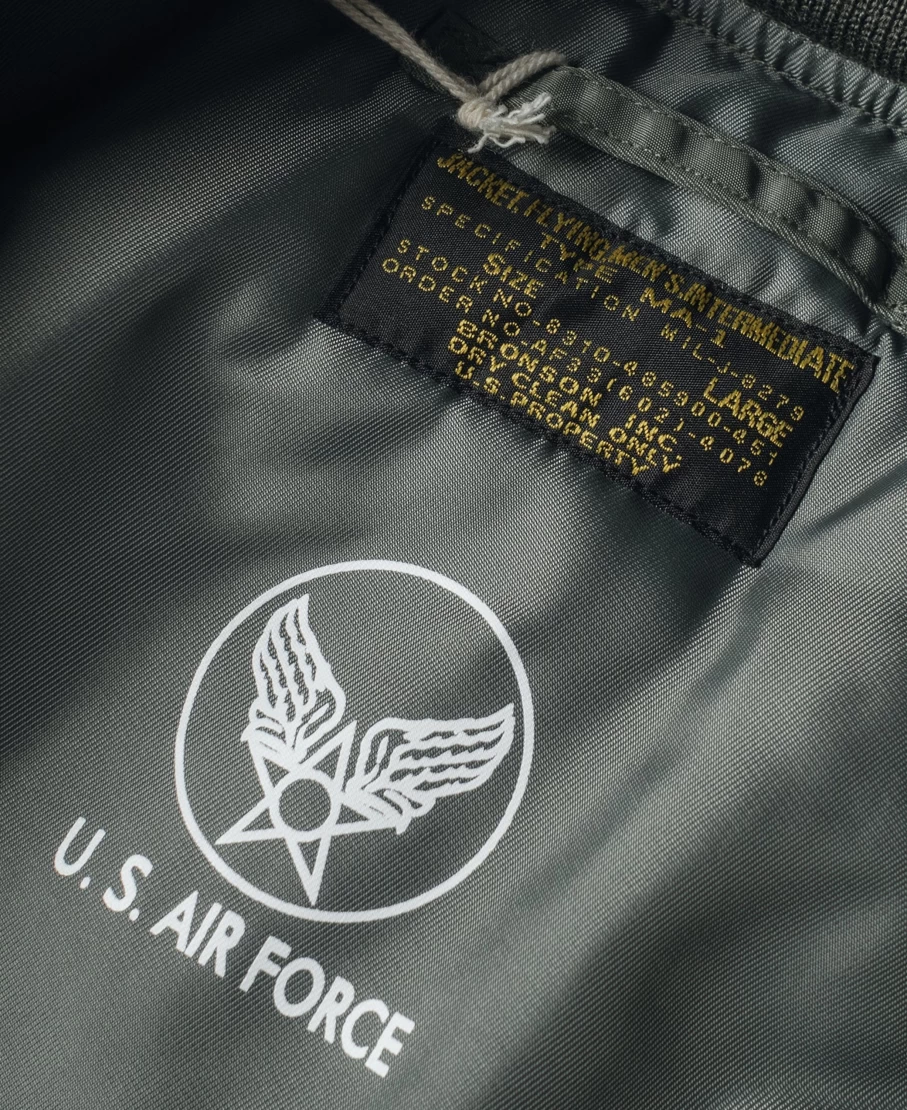 JACKET,FLYING,MEN'S,INTERMEDIATE
TYPE MA-1
SPECIFICATION MIL-J-8279
SIZE LARGE
STOCK NO-8310-485900-451
ORDER NO-AF33(602)-4078
BRONSON INC.
DRY CLEAN ONLY
U.S.PROPERTY
U. S. AIR FORCE